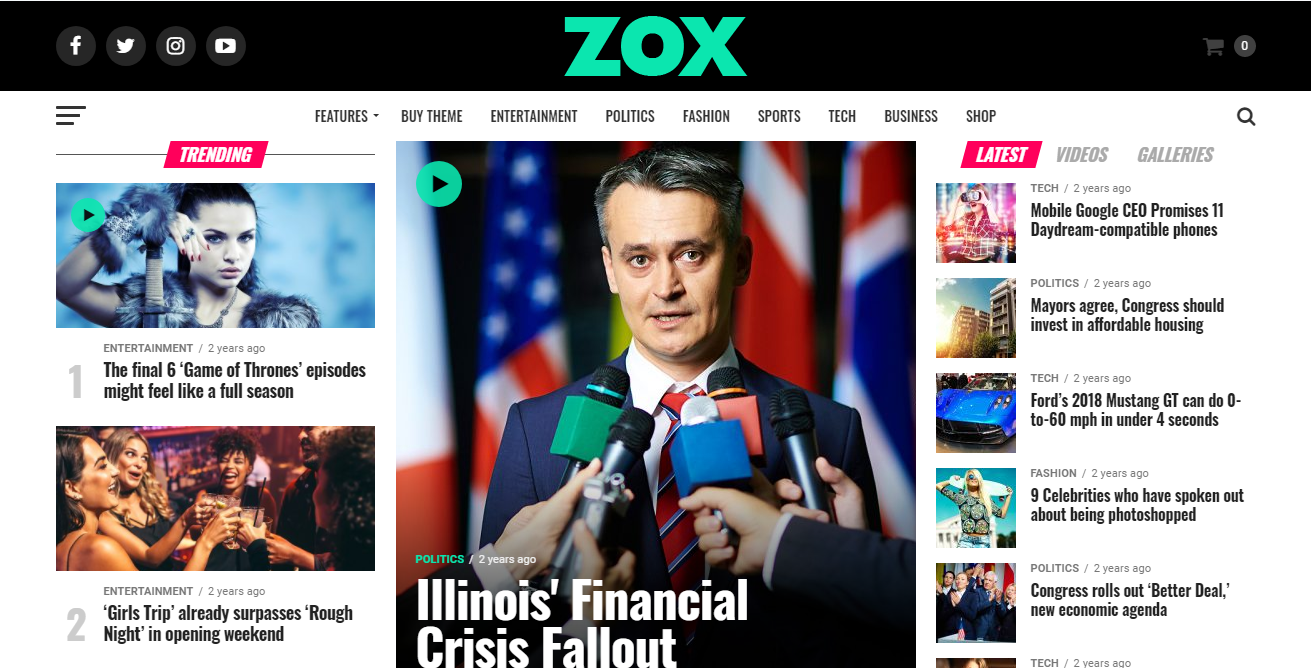 ZOX
0
FEATURES
BUY THEME
ENTERTAINMENT
POLITICS
FASHION
SPORTS
TECH
BUSINESS
SHOP
TRENDING
ENTERTAINMENT / 2 years ago
1
The final 6 ‘Game of Thrones’ episodes
might feel like a full season
ENTERTAINMENT / 2 years ago
2
‘Girls Trip’ already surpasses ‘Rough
Night’ in opening weekend
POLITICS / 2 years ago
Illinois' Financial
Crisis Fallout
LATEST
VIDEOS
GALLERIES
TECH / 2 years ago
Mobile Google CEO Promises 11
Daydream-compatible phones
POLITICS / 2 years ago
Mayors agree, Congress should
invest in affordable housing
TECH / 2 years ago
Ford’s 2018 Mustang GT can do 0-
to-60 mph in under 4 seconds
FASHION / 2 years ago
9 Celebrities who have spoken out
about being photoshopped
POLITICS / 2 years ago
Congress rolls out ‘Better Deal,’
new economic agenda
TECH / 2 years ago